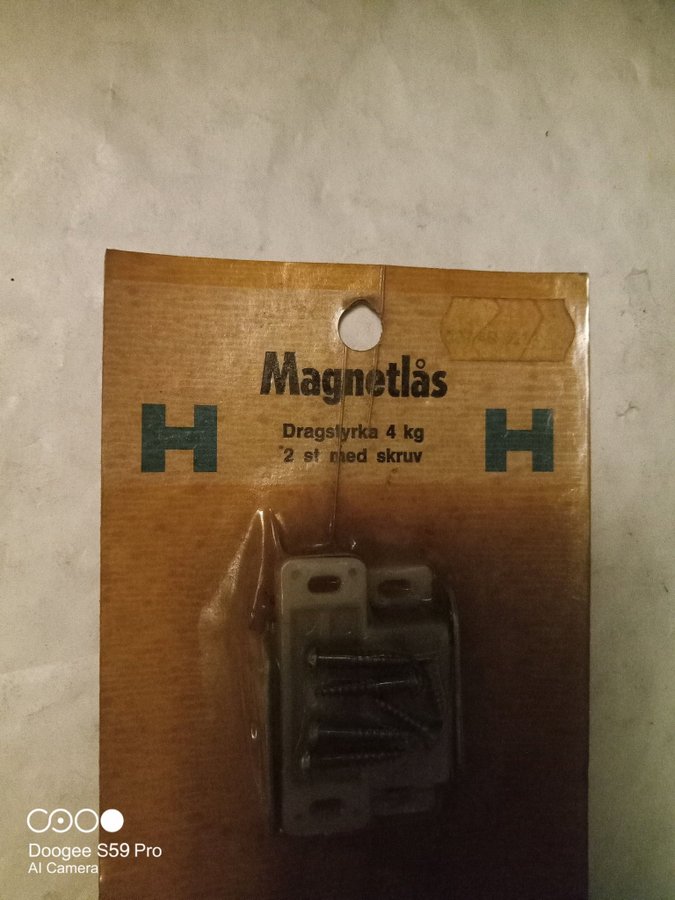 Magnetlås
H H
Dragstyrka 4 kg
2 st med skruv
Doogee S59 Pro
AI Camera